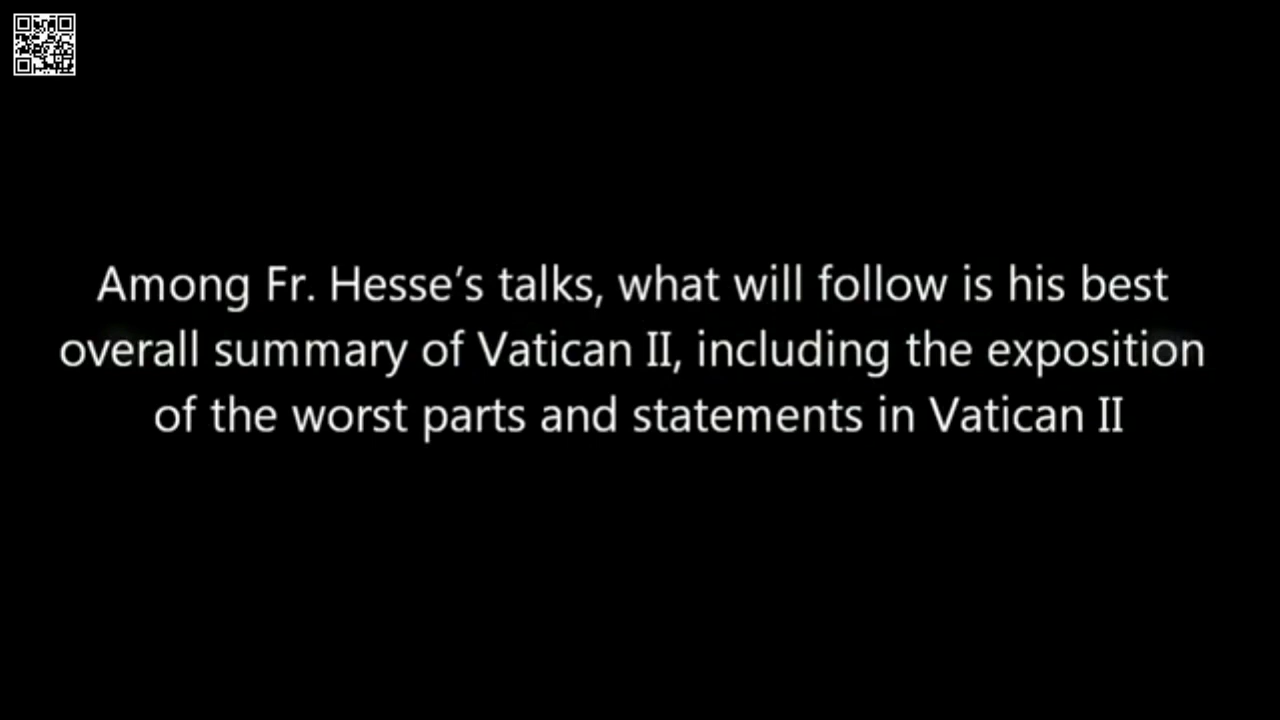 Among Fr. Hesse’s talks, what will follow is his best
overall summary of Vatican II, including the exposition
of the worst parts and statements in Vatican II